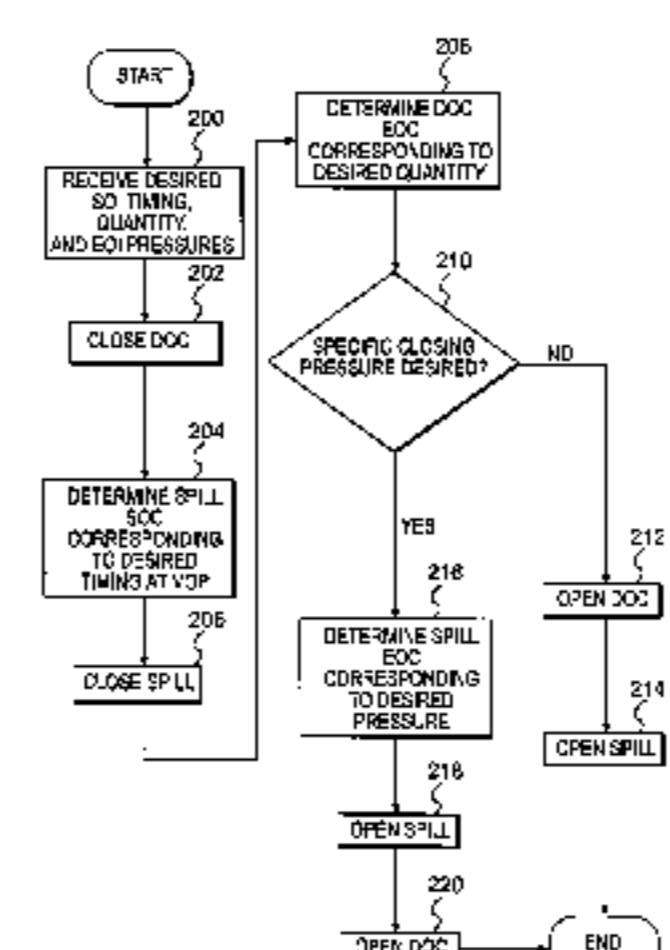 START
200
RECEIVE DESIRED
SOI TIMING,
QUANTITY,
AND EOI PRESSURES
202
CLOSE DOC
204
DETERMINE SPILL
SOC
CORRESPONDING
TO DESIRED
TIMING AT VOP
206
CLOSE SPILL
206
DETERMINE DOC
EOC
CORRESPONDING TO
DESIRED QUANTITY
210
SPECIFIC CLOSING
PRESSURE DESIRED?
NO
YES
212
OPEN DOC
214
OPEN SPILL
216
DETERMINE SPILL
EOC
CORRESPONDING
TO DESIRED
PRESSURE
218
OPEN SPILL
220
OPEN DOC
END